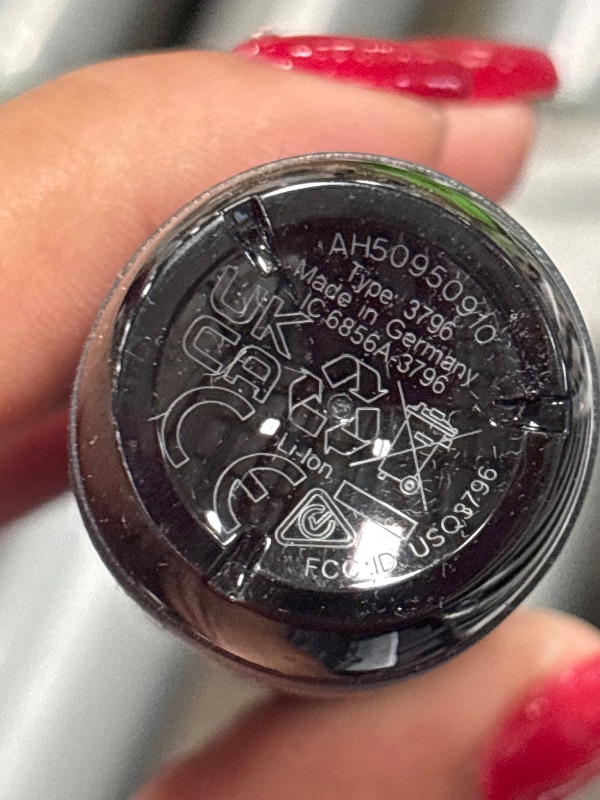 AH50950910
Type: 3796
Made in Germany
IC 6856A-3796
UK
CA
CE
Li-Ion
FCC ID: USQ3796